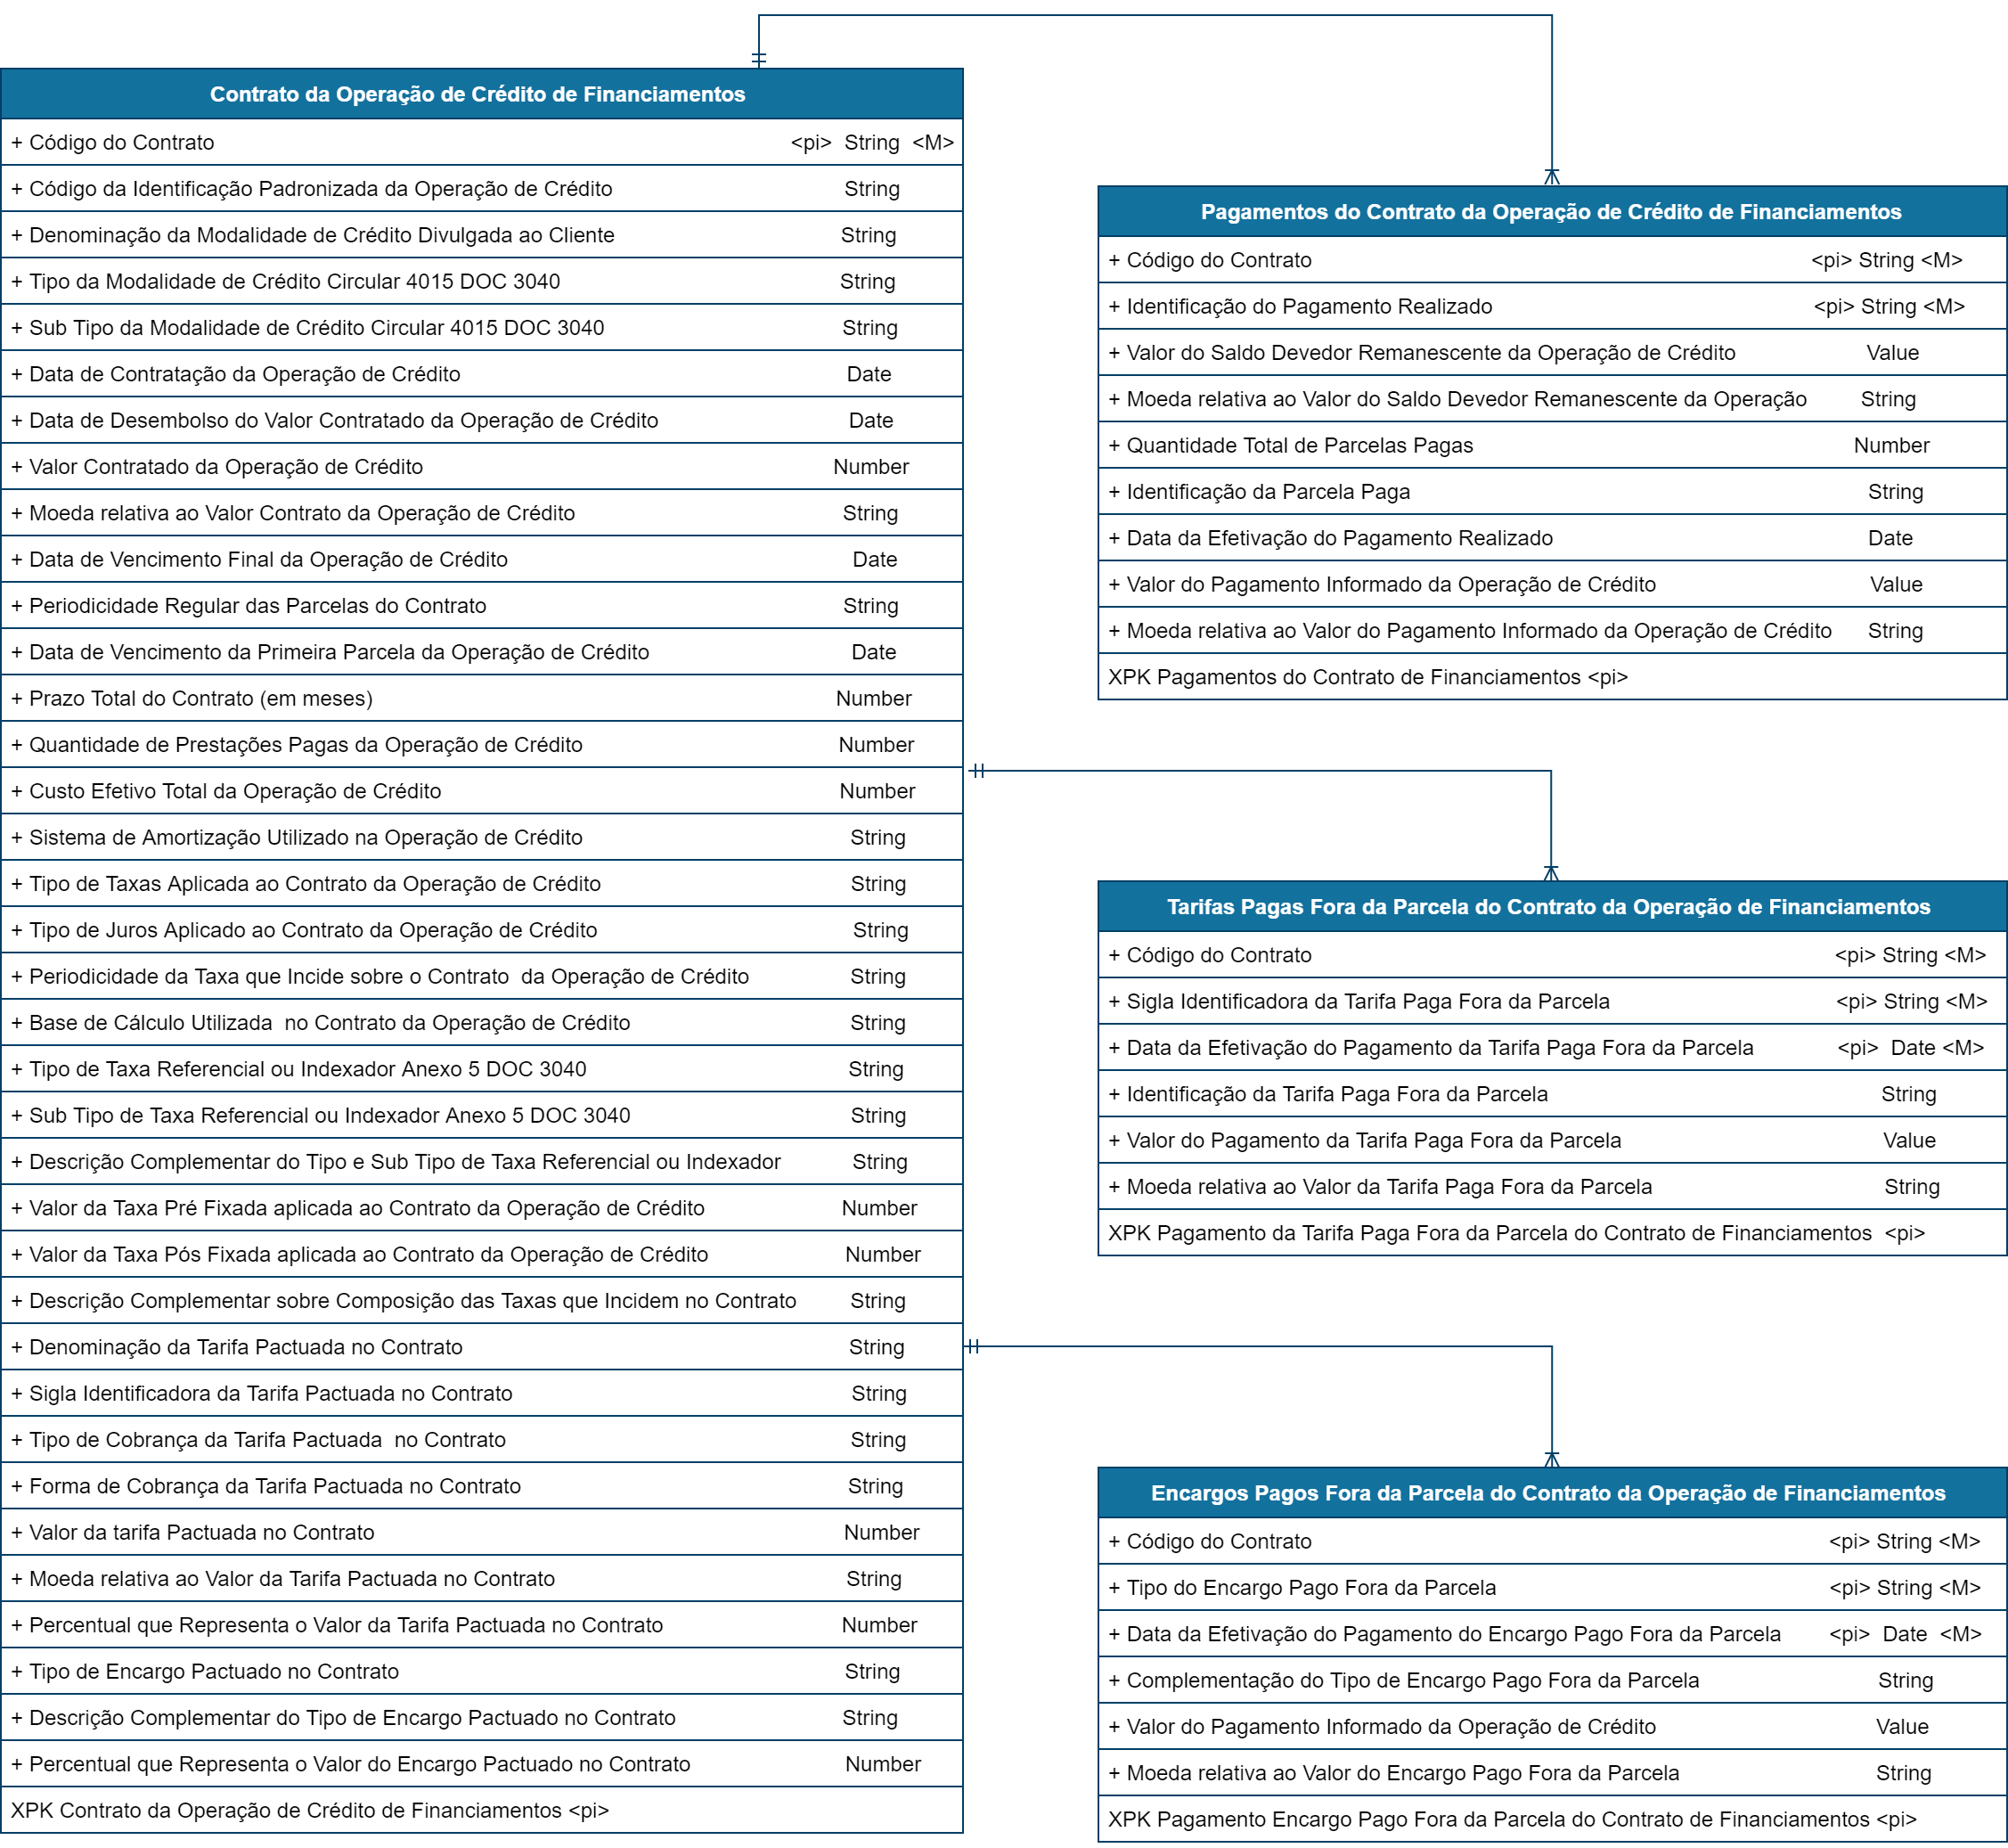 Contrato da Operação de Crédito de Financiamentos
+ Código do Contrato <pi> String <M>
+ Código da Identificação Padronizada da Operação de Crédito String
+ Denominação da Modalidade de Crédito Divulgada ao Cliente String
+ Tipo da Modalidade de Crédito Circular 4015 DOC 3040 String
+ Sub Tipo da Modalidade de Crédito Circular 4015 DOC 3040 String
+ Data de Contratação da Operação de Crédito Date
+ Data de Desembolso do Valor Contratado da Operação de Crédito Date
+ Valor Contratado da Operação de Crédito Number
+ Moeda relativa ao Valor Contrato da Operação de Crédito String
+ Data de Vencimento Final da Operação de Crédito Date
+ Periodicidade Regular das Parcelas do Contrato String
+ Data de Vencimento da Primeira Parcela da Operação de Crédito Date
+ Prazo Total do Contrato (em meses) Number
+ Quantidade de Prestações Pagas da Operação de Crédito Number
+ Custo Efetivo Total da Operação de Crédito Number
+ Sistema de Amortização Utilizado na Operação de Crédito String
+ Tipo de Taxas Aplicada ao Contrato da Operação de Crédito String
+ Tipo de Juros Aplicado ao Contrato da Operação de Crédito String
+ Periodicidade da Taxa que Incide sobre o Contrato da Operação de Crédito String
+ Base de Cálculo Utilizada no Contrato da Operação de Crédito String
+ Tipo de Taxa Referencial ou Indexador Anexo 5 DOC 3040 String
+ Sub Tipo de Taxa Referencial ou Indexador Anexo 5 DOC 3040 String
+ Descrição Complementar do Tipo e Sub Tipo de Taxa Referencial ou Indexador String
+ Valor da Taxa Pré Fixada aplicada ao Contrato da Operação de Crédito Number
+ Valor da Taxa Pós Fixada aplicada ao Contrato da Operação de Crédito Number
+ Descrição Complementar sobre Composição das Taxas que Incidem no Contrato String
+ Denominação da Tarifa Pactuada no Contrato String
+ Sigla Identificadora da Tarifa Pactuada no Contrato String
+ Tipo de Cobrança da Tarifa Pactuada no Contrato String
+ Forma de Cobrança da Tarifa Pactuada no Contrato String
+ Valor da tarifa Pactuada no Contrato Number
+ Moeda relativa ao Valor da Tarifa Pactuada no Contrato String
+ Percentual que Representa o Valor da Tarifa Pactuada no Contrato Number
+ Tipo de Encargo Pactuado no Contrato String
+ Descrição Complementar do Tipo de Encargo Pactuado no Contrato String
+ Percentual que Representa o Valor do Encargo Pactuado no Contrato Number
XPK Contrato da Operação de Crédito de Financiamentos <pi>
Pagamentos do Contrato da Operação de Crédito de Financiamentos
+ Código do Contrato <pi> String <M>
+ Identificação do Pagamento Realizado <pi> String <M>
+ Valor do Saldo Devedor Remanescente da Operação de Crédito Value
+ Moeda relativa ao Valor do Saldo Devedor Remanescente da Operação String
+ Quantidade Total de Parcelas Pagas Number
+ Identificação da Parcela Paga String
+ Data da Efetivação do Pagamento Realizado Date
+ Valor do Pagamento Informado da Operação de Crédito Value
+ Moeda relativa ao Valor do Pagamento Informado da Operação de Crédito String
XPK Pagamentos do Contrato de Financiamentos <pi>
Tarifas Pagas Fora da Parcela do Contrato da Operação de Financiamentos
+ Código do Contrato <pi> String <M>
+ Sigla Identificadora da Tarifa Paga Fora da Parcela <pi> String <M>
+ Data da Efetivação do Pagamento da Tarifa Paga Fora da Parcela <pi> Date <M>
+ Identificação da Tarifa Paga Fora da Parcela String
+ Valor do Pagamento da Tarifa Paga Fora da Parcela Value
+ Moeda relativa ao Valor da Tarifa Paga Fora da Parcela String
XPK Pagamento da Tarifa Paga Fora da Parcela do Contrato de Financiamentos <pi>
Encargos Pagos Fora da Parcela do Contrato da Operação de Financiamentos
+ Código do Contrato <pi> String <M>
+ Tipo do Encargo Pago Fora da Parcela <pi> String <M>
+ Data da Efetivação do Pagamento do Encargo Pago Fora da Parcela <pi> Date <M>
+ Complementação do Tipo de Encargo Pago Fora da Parcela String
+ Valor do Pagamento Informado da Operação de Crédito Value
+ Moeda relativa ao Valor do Encargo Pago Fora da Parcela String
XPK Pagamento Encargo Pago Fora da Parcela do Contrato de Financiamentos <pi>